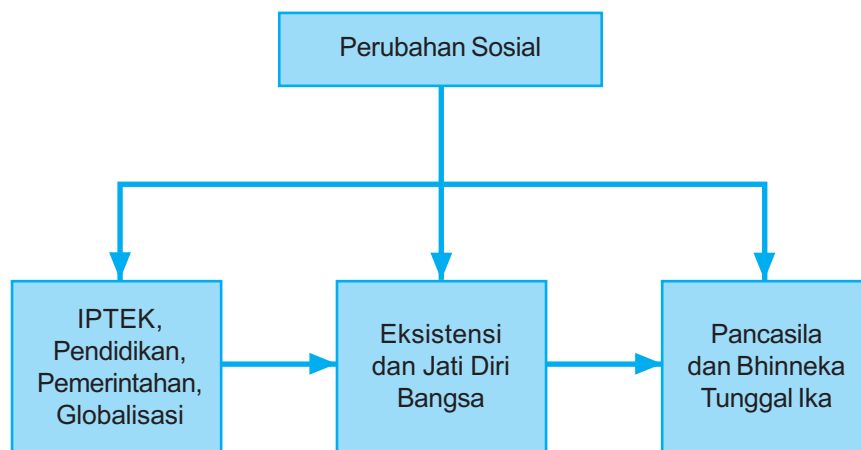 Perubahan Sosial
IPTEK,
Pendidikan,
Pemerintahan,
Globalisasi
Eksistensi
dan Jati Diri
Bangsa
Pancasila
dan Bhinneka
Tunggal Ika